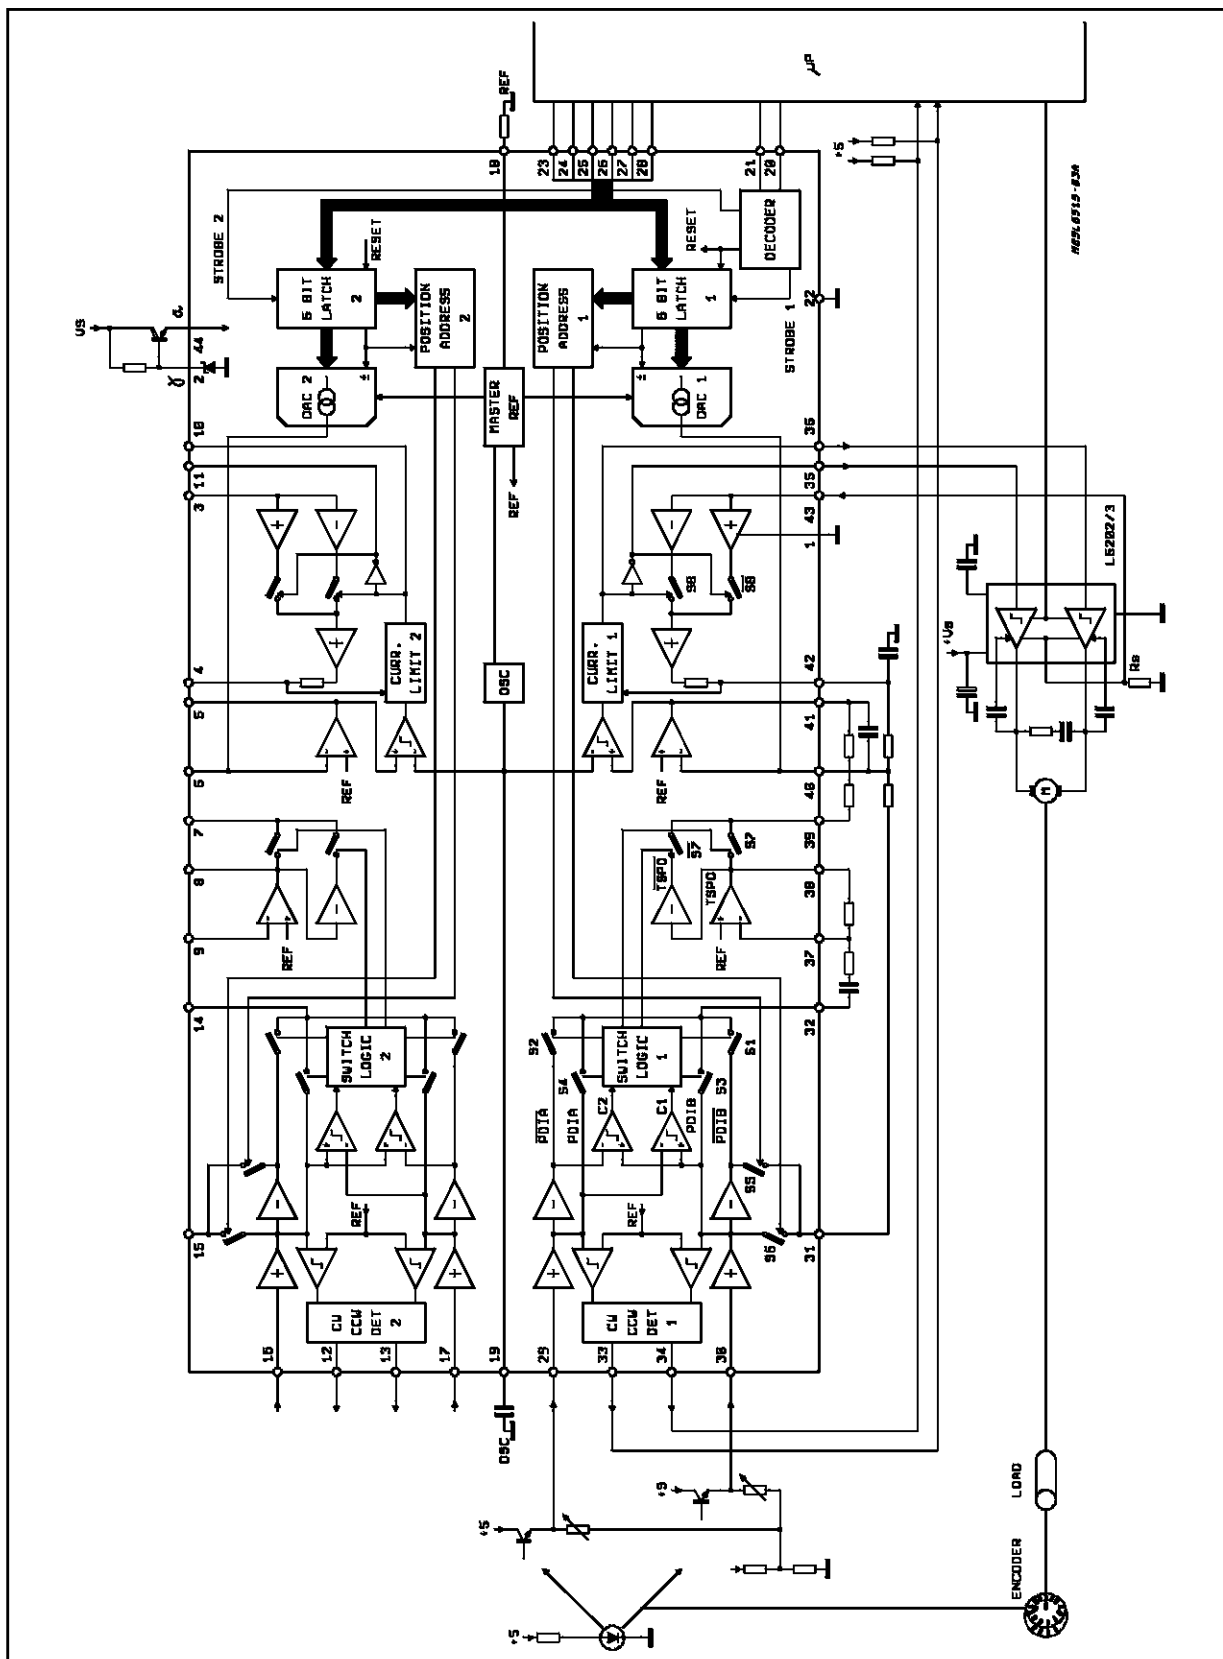 μP
REF
18
23
24
25
26
27
28
21
20
+5
M65L6515-03A
STROBE 2
RESET
RESET
DECODER
VS
44
2
6 BIT
LATCH
2
POSITION
ADDRESS
2
POSITION
ADDRESS
1
6 BIT
LATCH
1
STROBE 1
22
DAC 2
±
MASTER
REF
REF
±
DAC 1
10
11
3
36
35
43
1
S8
S8
L6202/3
+Vs
Rs
4
CURR.
LIMIT 2
OSC
CURR.
LIMIT 1
42
5
41
6
REF
REF
40
M
7
8
9
REF
TSPO
S7
TSPO
S7
39
38
37
14
32
SWITCH
LOGIC
2
S2
S4
SWITCH
LOGIC
1
S1
S3
PDIA
PDIA
C2
C1
PDIB
PDIB
15
REF
REF
S5
S6
31
CW
CCW
DET
2
CW
CCW
DET
1
16
12
13
17
19
29
33
34
OSC
+5
LOAD
+5
ENCODER